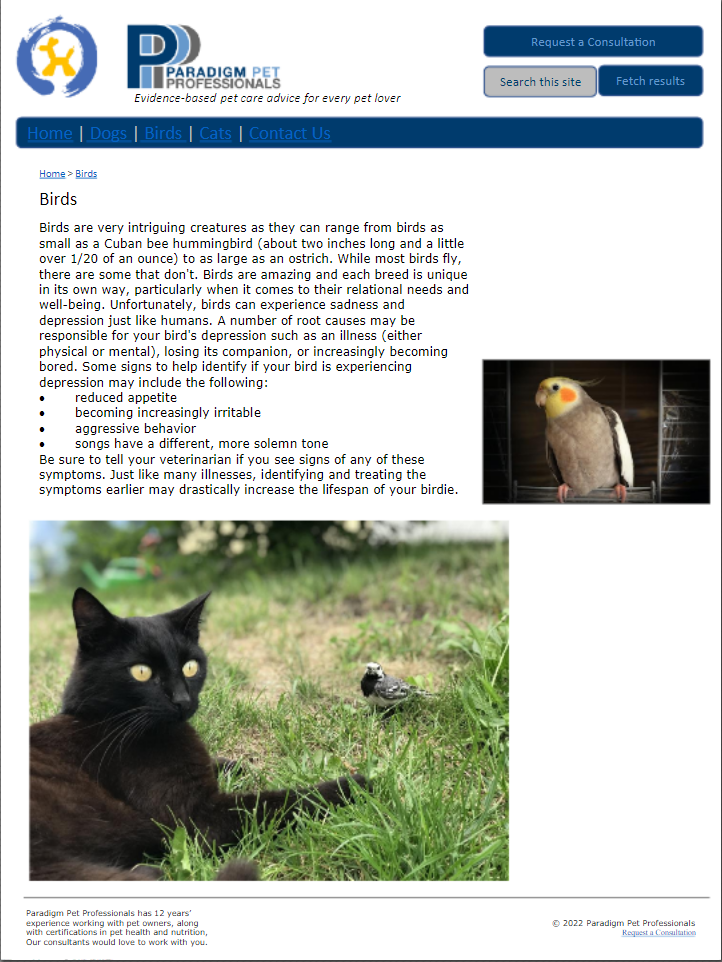 Request a Consultation
PARADIGM PET
PROFESSIONALS
Search this site
Fetch results
Evidence-based pet care advice for every pet lover
Home | Dogs | Birds | Cats | Contact Us
Home > Birds
Birds
Birds are very intriguing creatures as they can range from birds as
small as a Cuban bee hummingbird (about two inches long and a little
over 1/20 of an ounce) to as large as an ostrich. While most birds fly,
there are some that don't. Birds are amazing and each breed is unique
in its own way, particularly when it comes to their relational needs and
well-being. Unfortunately, birds can experience sadness and
depression just like humans. A number of root causes may be
responsible for your bird's depression such as an illness (either
physical or mental), losing its companion, or increasingly becoming
bored. Some signs to help identify if your bird is experiencing
depression may include the following:
• reduced appetite
• becoming increasingly irritable
• aggressive behavior
• songs have a different, more solemn tone
Be sure to tell your veterinarian if you see signs of any of these
symptoms. Just like many illnesses, identifying and treating the
symptoms earlier may drastically increase the lifespan of your birdie.
Paradigm Pet Professionals has 12 years'
experience working with pet owners, along
with certifications in pet health and nutrition,
Our consultants would love to work with you.
© 2022 Paradigm Pet Professionals
Request a Consultation